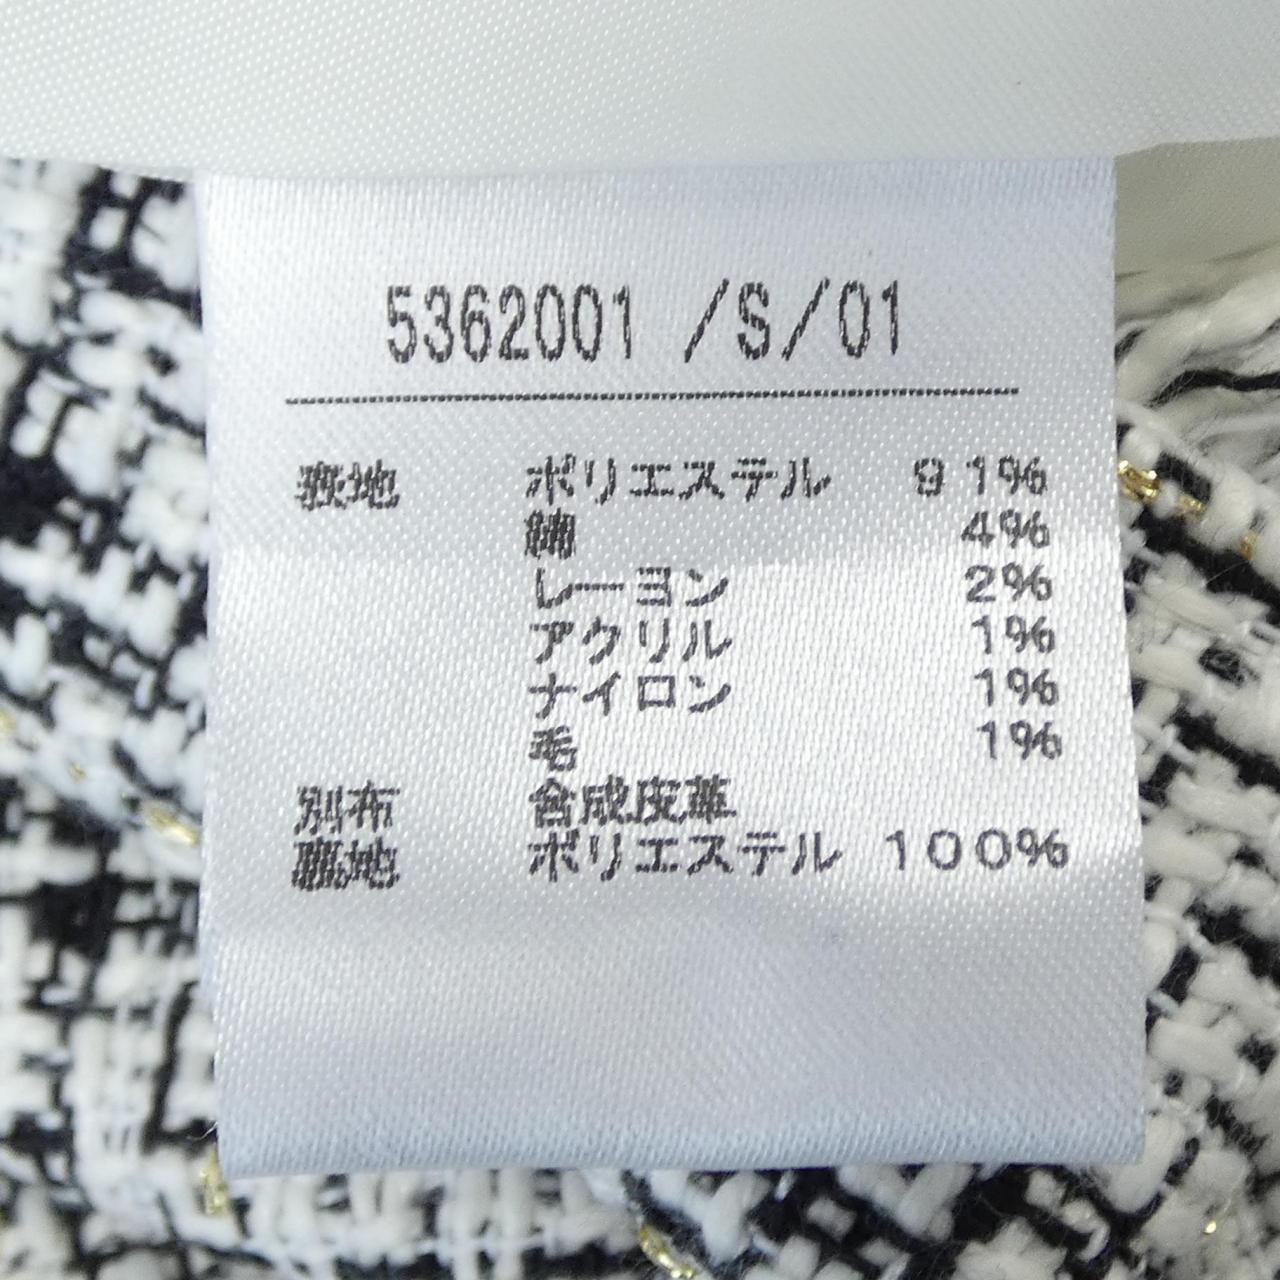 5362001 /S/01
表地 ポリエステル 91%
綿 4%
レーヨン 2%
アクリル 1%
ナイロン 1%
毛 1%
別布 合成皮革
裏地 ポリエステル 100%